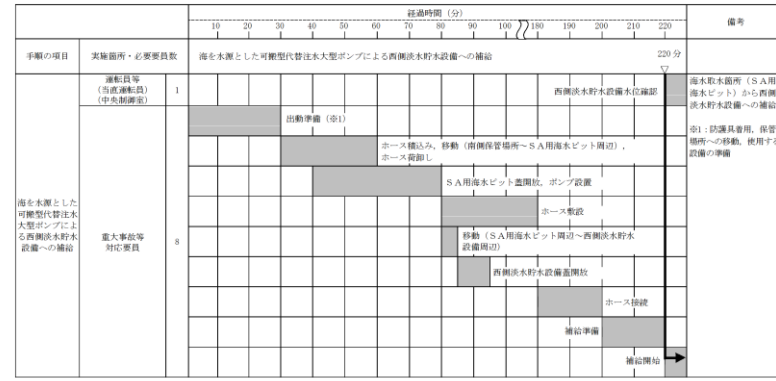 経過時間（分）
備考
10 20 30 40 50 60 70 80 90 100 180 190 200 210 220
手順の項目
実施箇所・必要要員数
海を水源とした可搬型代替注水大型ポンプによる西側淡水貯水設備への補給
220 分
▽
運転員等
（当直運転員）
（中央制御室）
1
西側淡水貯水設備水位確認
海水取水箇所（ＳＡ用
海水ピット）から西側
淡水貯水設備への補給
※1：防護具着用，保管
場所への移動，使用する
設備の準備
海を水源とした
可搬型代替注水
大型ポンプによ
る西側淡水貯水
設備への補給
重大事故等
対応要員
8
出動準備（※1）
ホース積込み，移動（南側保管場所～ＳＡ用海水ピット周辺），
ホース荷卸し
ＳＡ用海水ピット蓋開放，ポンプ設置
ホース敷設
移動（ＳＡ用海水ピット周辺～西側淡水貯水
設備周辺）
西側淡水貯水設備蓋開放
ホース接続
補給準備
補給開始